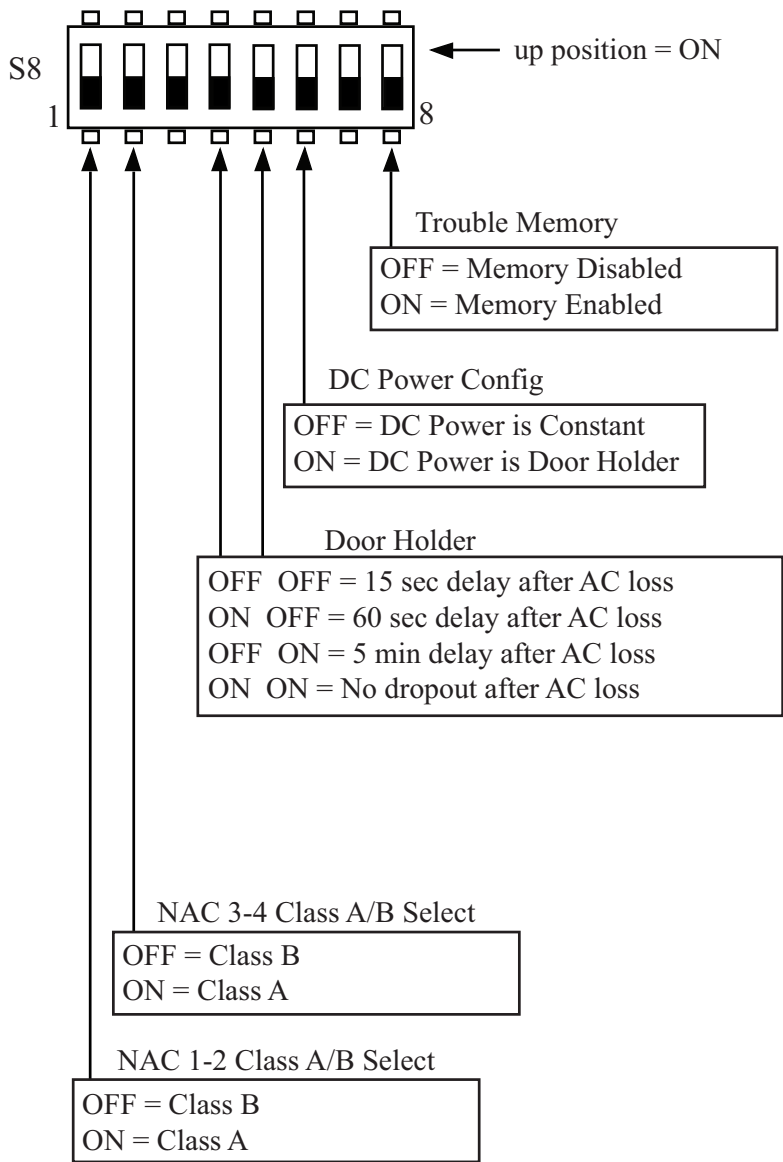 up position = ON
S8
1
8
Trouble Memory
OFF = Memory Disabled
ON = Memory Enabled
DC Power Config
OFF = DC Power is Constant
ON = DC Power is Door Holder
Door Holder
OFF OFF = 15 sec delay after AC loss
ON OFF = 60 sec delay after AC loss
OFF ON = 5 min delay after AC loss
ON ON = No dropout after AC loss
NAC 3-4 Class A/B Select
OFF = Class B
ON = Class A
NAC 1-2 Class A/B Select
OFF = Class B
ON = Class A